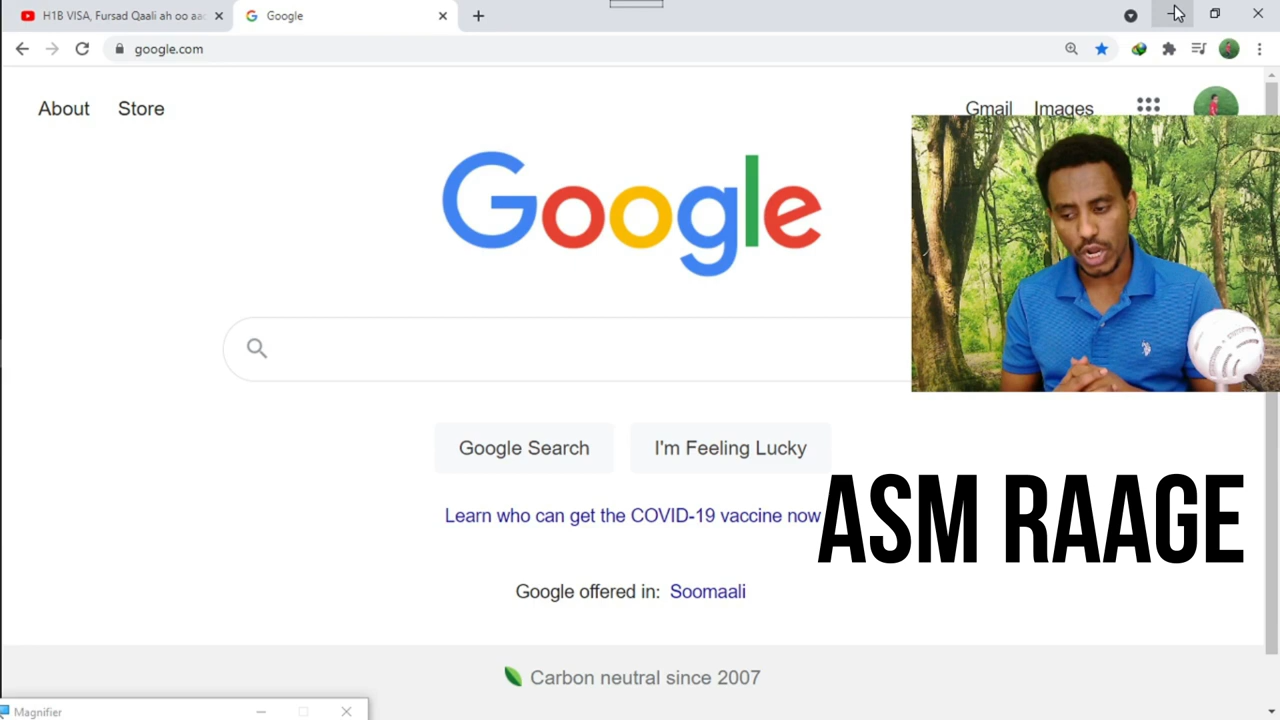 H1B VISA, Fursad Qaali ah oo aad
Google
google.com
About
Store
Gmail
Images
Google
Google Search
I'm Feeling Lucky
Learn who can get the COVID-19 vaccine now
ASM RAAGE
Google offered in: Soomaali
Carbon neutral since 2007
Magnifier